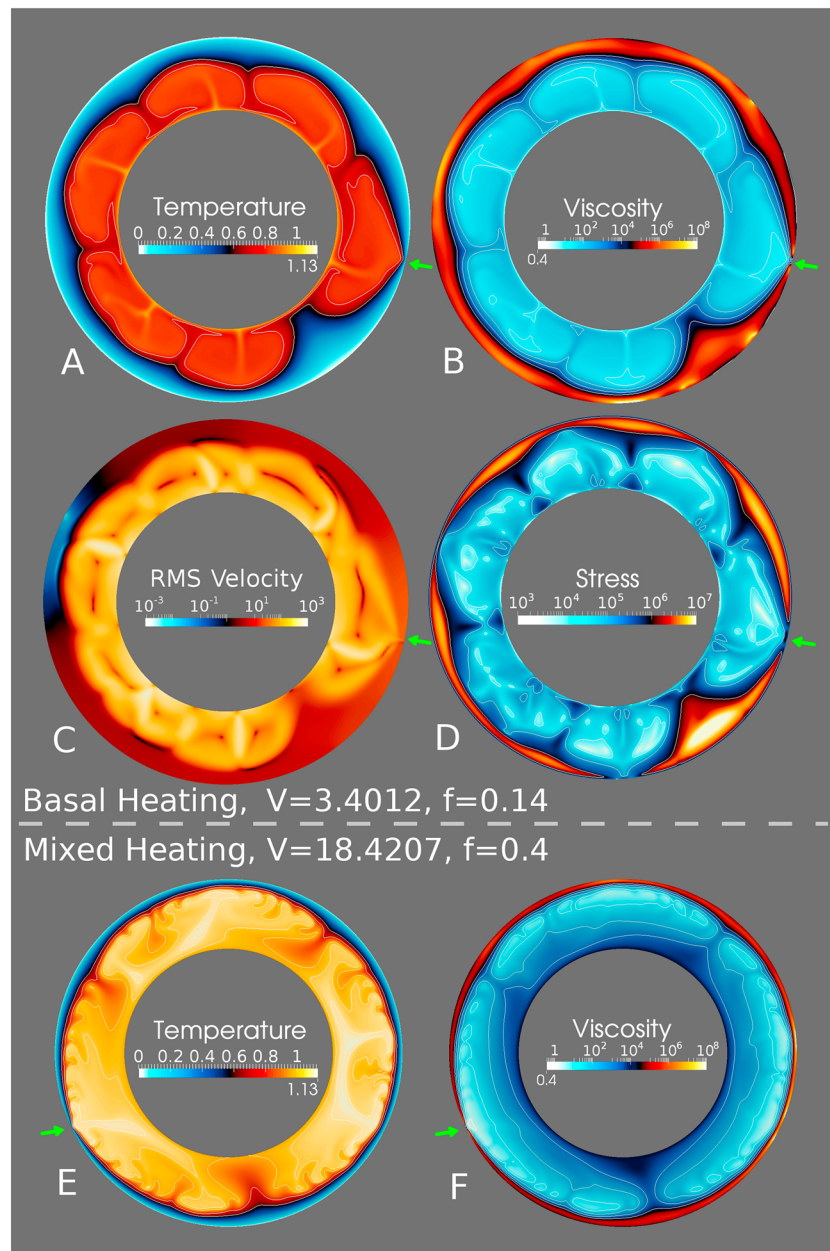 Temperature
0 0.2 0.4 0.6 0.8 1
1.13
A
Viscosity
1 10² 10⁴ 10⁶ 10⁸
0.4
B
RMS Velocity
10⁻³ 10⁻¹ 10¹ 10³
C
Stress
10³ 10⁴ 10⁵ 10⁶ 10⁷
D
Basal Heating, V=3.4012, f=0.14
Mixed Heating, V=18.4207, f=0.4
Temperature
0 0.2 0.4 0.6 0.8 1
1.13
E
Viscosity
1 10² 10⁴ 10⁶ 10⁸
0.4
F